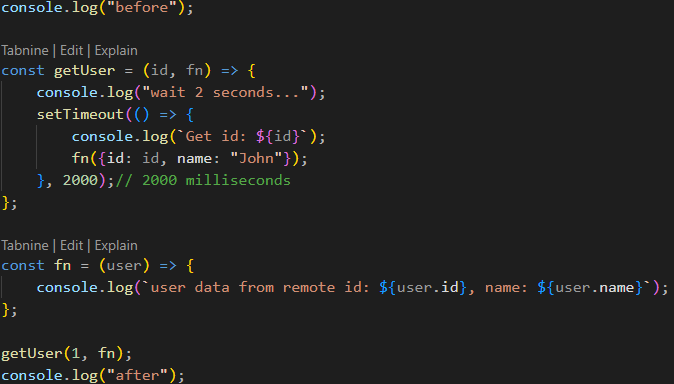 console.log("before");
Tabnine | Edit | Explain
const getUser = (id, fn) => {
    console.log("wait 2 seconds...");
    setTimeout(() => {
        console.log(`Get id: ${id}`);
        fn({id: id, name: "John"});
    }, 2000);// 2000 milliseconds
};
Tabnine | Edit | Explain
const fn = (user) => {
    console.log(`user data from remote id: ${user.id}, name: ${user.name}`);
};
getUser(1, fn);
console.log("after");